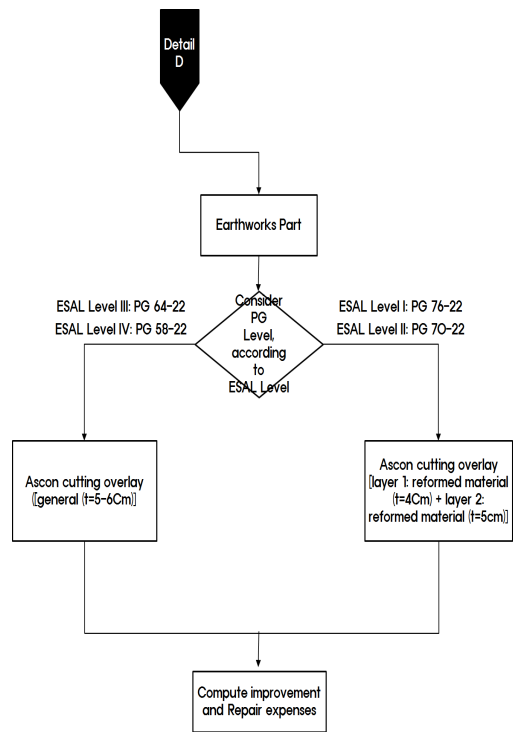 Detail
D
Earthworks Part
Consider
PG
Level,
according
to
ESAL Level
ESAL Level III: PG 64-22
ESAL Level IV: PG 58-22
ESAL Level I: PG 76-22
ESAL Level II: PG 70-22
Ascon cutting overlay
([general (t=5-6Cm)]
Ascon cutting overlay
[layer 1: reformed material
(t=4Cm) + layer 2:
reformed material (t=5cm)]
Compute improvement
and Repair expenses